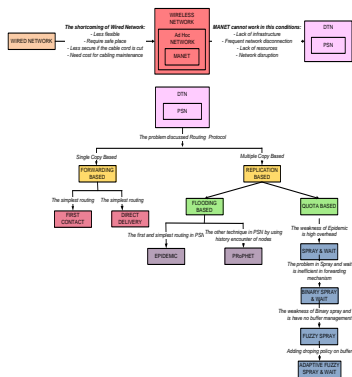 The shortcoming of Wired Network:
- Less flexible
- Require safe place
- Less secure if the cable cord is cut
- Need cost for cabling maintenance
WIRED NETWORK
WIRELESS
NETWORK
Ad Hoc
NETWORK
MANET
MANET cannot work in this conditions:
- Lack of infrastructure
- Frequent network disconnection
- Lack of resources
- Network disruption
DTN
PSN
DTN
PSN
The problem discussed Routing Protocol
Single Copy Based
Multiple Copy Based
FORWARDING
BASED
REPLICATION
BASED
The simplest routing
The simplest routing
FIRST
CONTACT
DIRECT
DELIVERY
FLOODING
BASED
QUOTA BASED
The first and simplest routing in PSN
The other technique in PSN by using
history encounter of nodes
EPIDEMIC
PRoPHET
The weakness of Epidemic
is high overhead
SPRAY & WAIT
The problem in Spray and wait
is inefficient in forwarding
mechanism
BINARY SPRAY
& WAIT
The weakness of Binary spray and
is have no buffer management
FUZZY SPRAY
Adding droping policy on buffer
ADAPTIVE FUZZY
SPRAY & WAIT